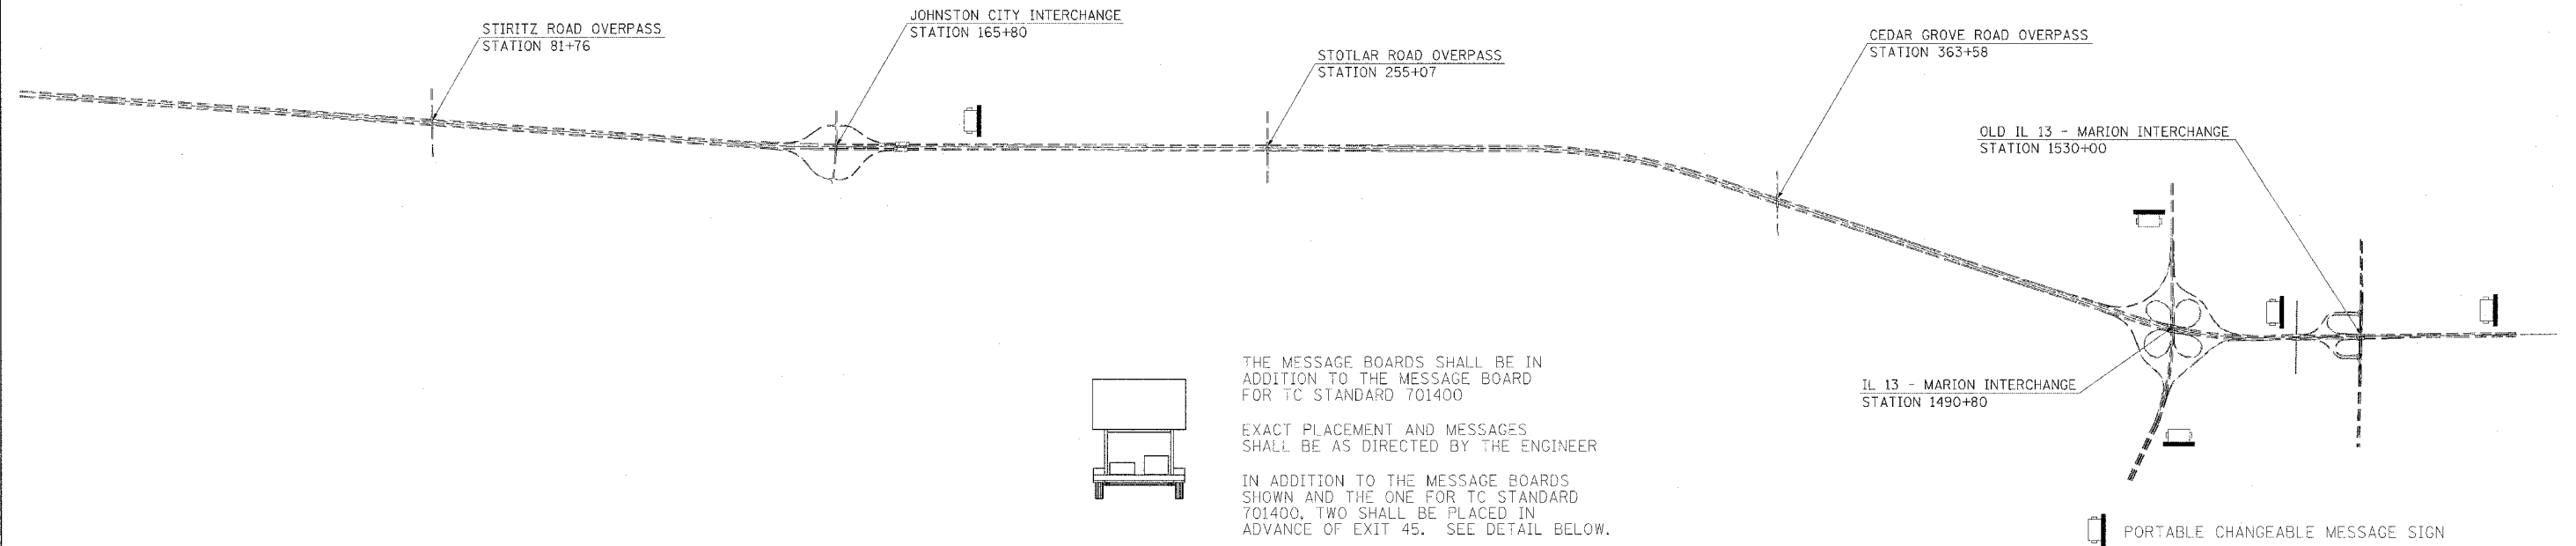 STIRITZ ROAD OVERPASS
STATION 81+76
JOHNSTON CITY INTERCHANGE
STATION 165+80
STOTLAR ROAD OVERPASS
STATION 255+07
CEDAR GROVE ROAD OVERPASS
STATION 363+58
OLD IL 13 - MARION INTERCHANGE
STATION 1530+00
IL 13 - MARION INTERCHANGE
STATION 1490+80
THE MESSAGE BOARDS SHALL BE IN
ADDITION TO THE MESSAGE BOARD
FOR TC STANDARD 701400
EXACT PLACEMENT AND MESSAGES
SHALL BE AS DIRECTED BY THE ENGINEER
IN ADDITION TO THE MESSAGE BOARDS
SHOWN AND THE ONE FOR TC STANDARD
701400, TWO SHALL BE PLACED IN
ADVANCE OF EXIT 45. SEE DETAIL BELOW.
PORTABLE CHANGEABLE MESSAGE SIGN